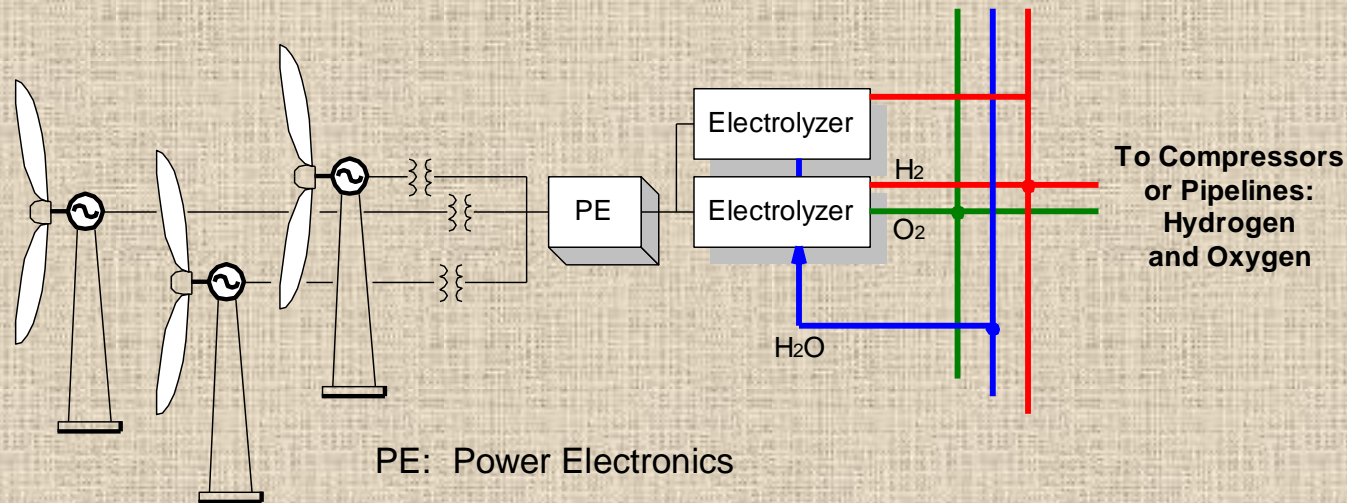 Electrolyzer
PE
Electrolyzer
H2
O2
H2O
To Compressors
or Pipelines:
Hydrogen
and Oxygen
PE: Power Electronics